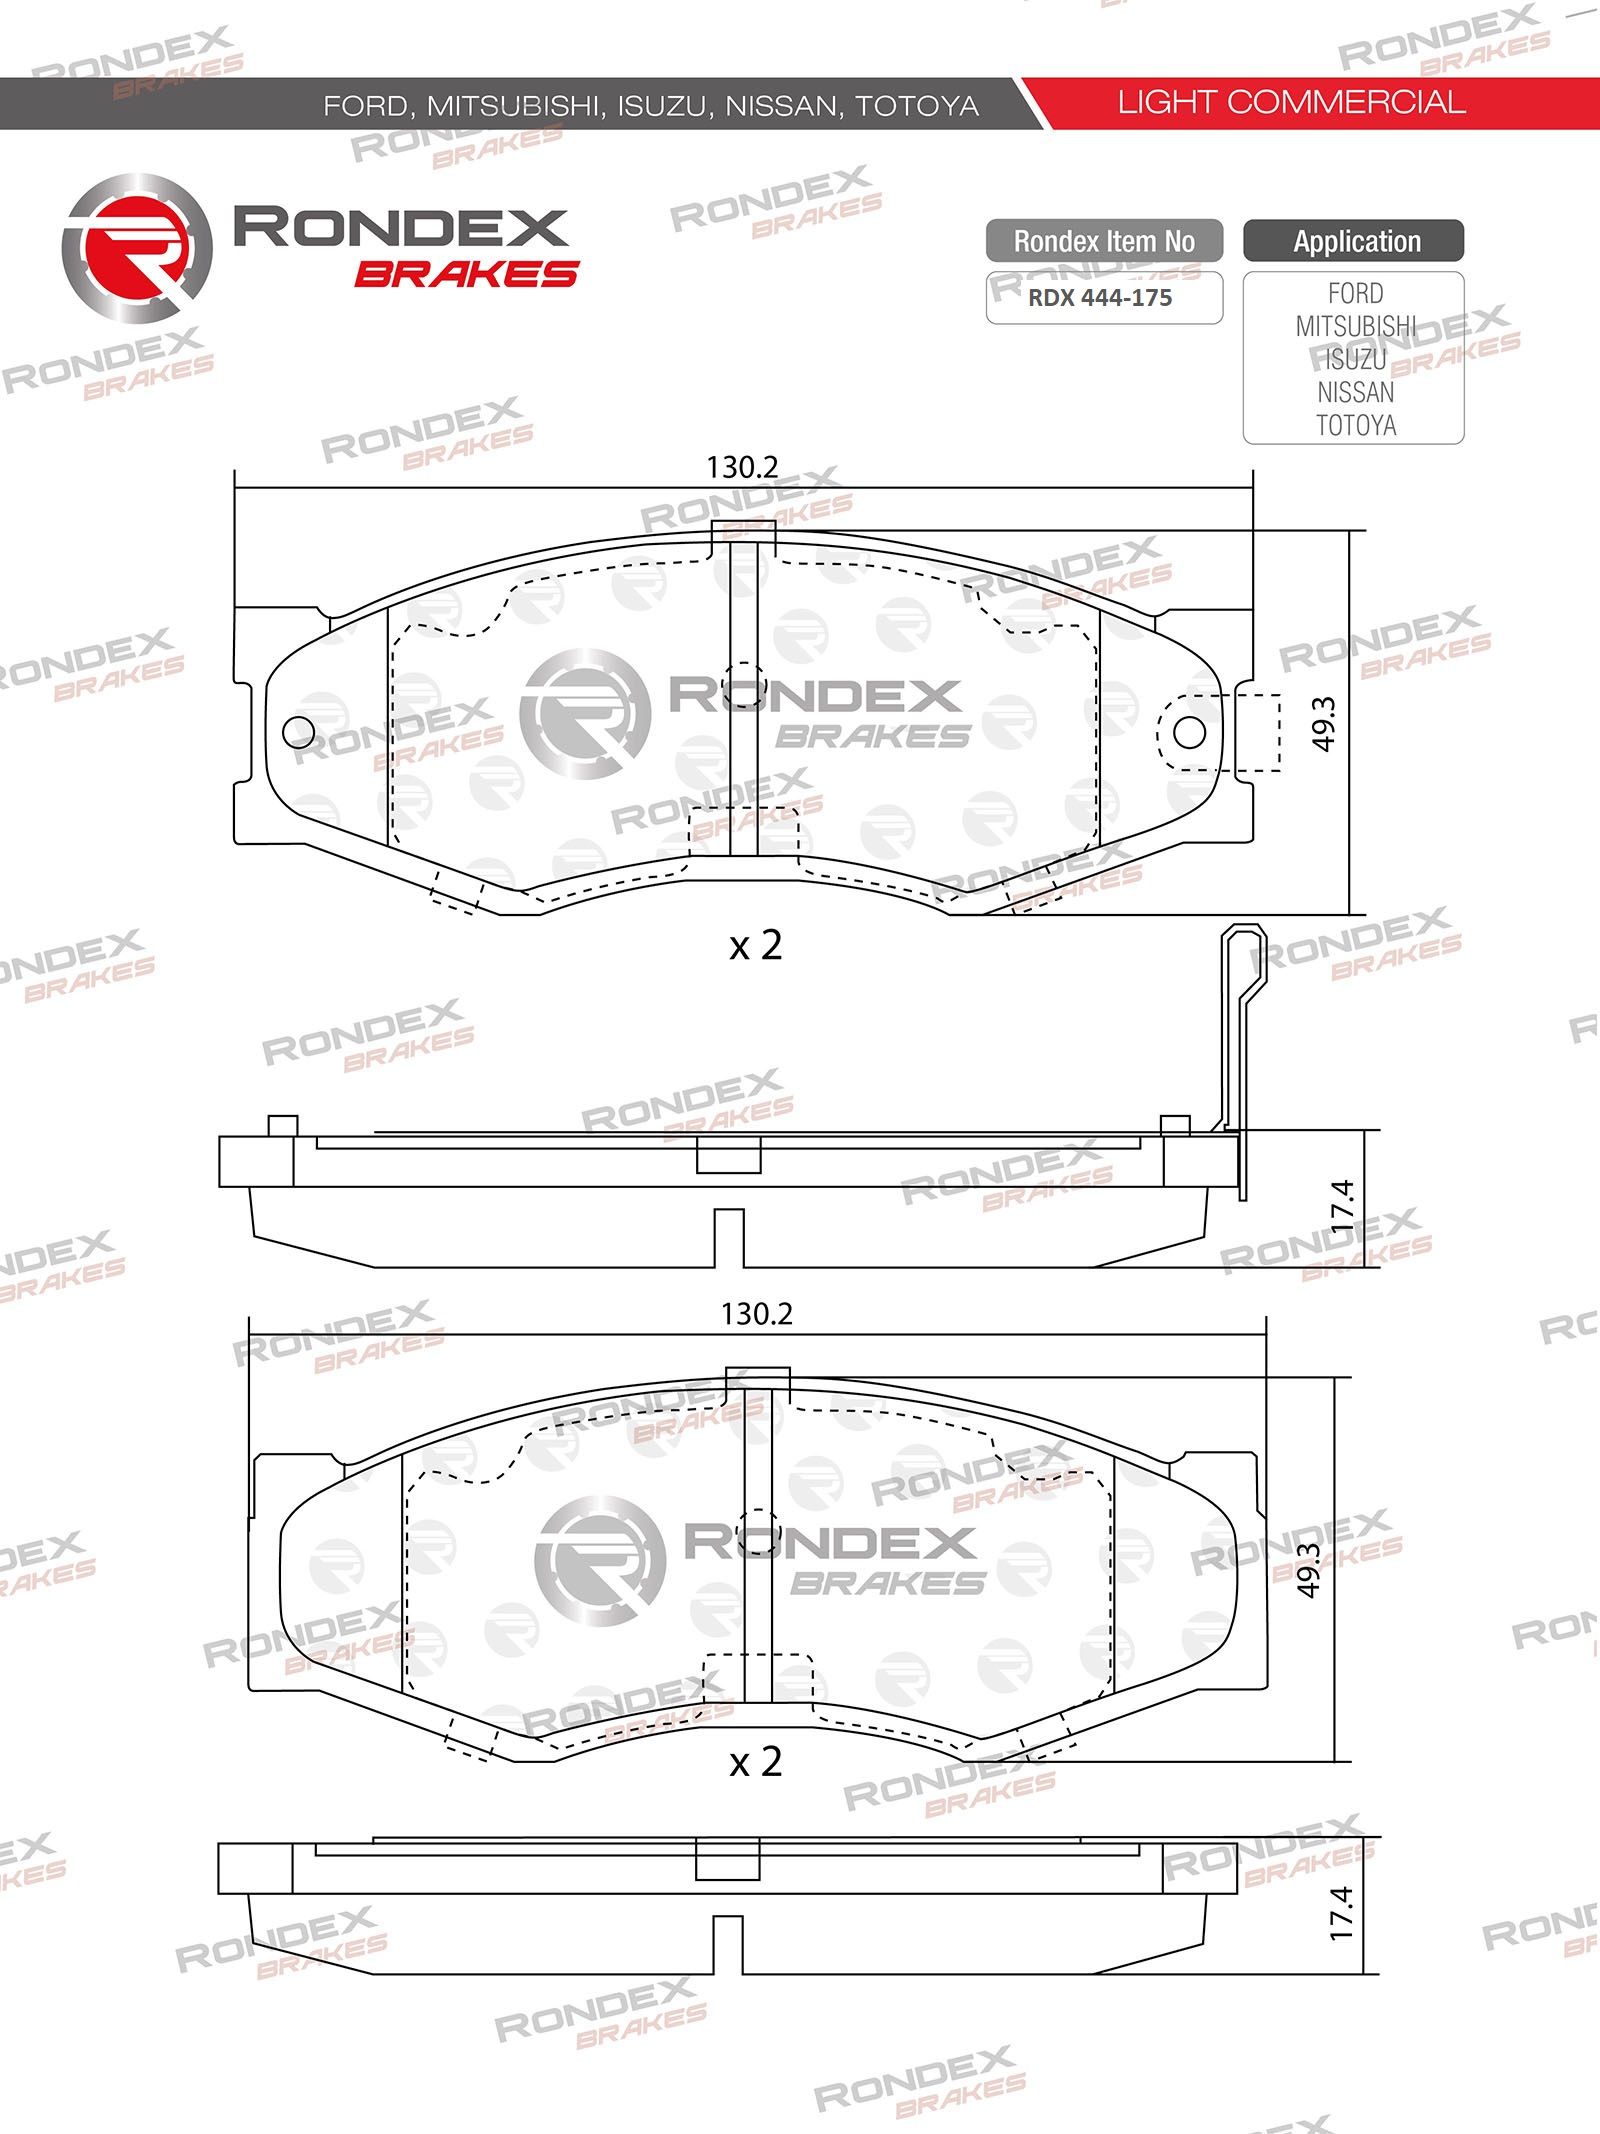 FORD, MITSUBISHI, ISUZU, NISSAN, TOTOYA
LIGHT COMMERCIAL
RONDEX
BRAKES
Rondex Item No
RDX 444-175
Application
FORD
MITSUBISHI
ISUZU
NISSAN
TOTOYA
130.2
49.3
RONDEX
BRAKES
x 2
17.4
130.2
49.3
RONDEX
BRAKES
x 2
17.4